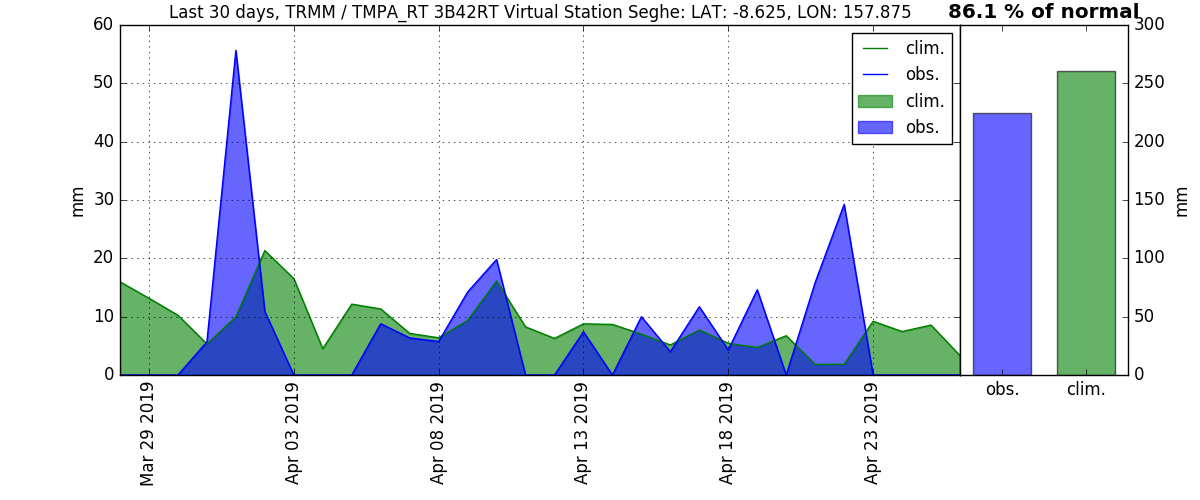 Last 30 days, TRMM / TMPA_RT 3B42RT Virtual Station Seghe: LAT: -8.625, LON: 157.875
86.1 % of normal
60
50
40
30
20
10
0
mm
clim.
obs.
clim.
obs.
Mar 29 2019
Apr 03 2019
Apr 08 2019
Apr 13 2019
Apr 18 2019
Apr 23 2019
300
250
200
150
100
50
0
mm
obs.
clim.